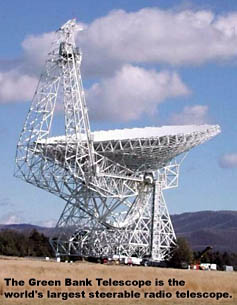 The Green Bank Telescope is the
world's largest steerable radio telescope.